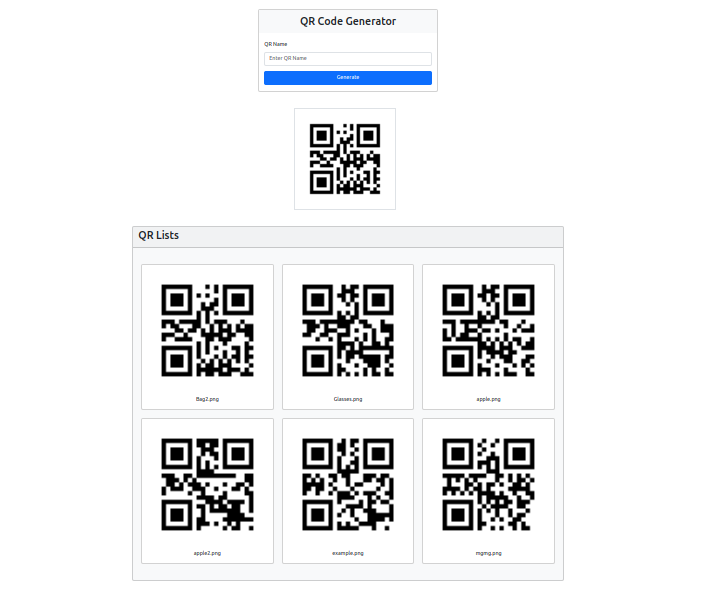 QR Code Generator
QR Name
Enter QR Name
Generate
QR Lists
Bag2.png
Glasses.png
apple.png
apple2.png
example.png
mgmg.png